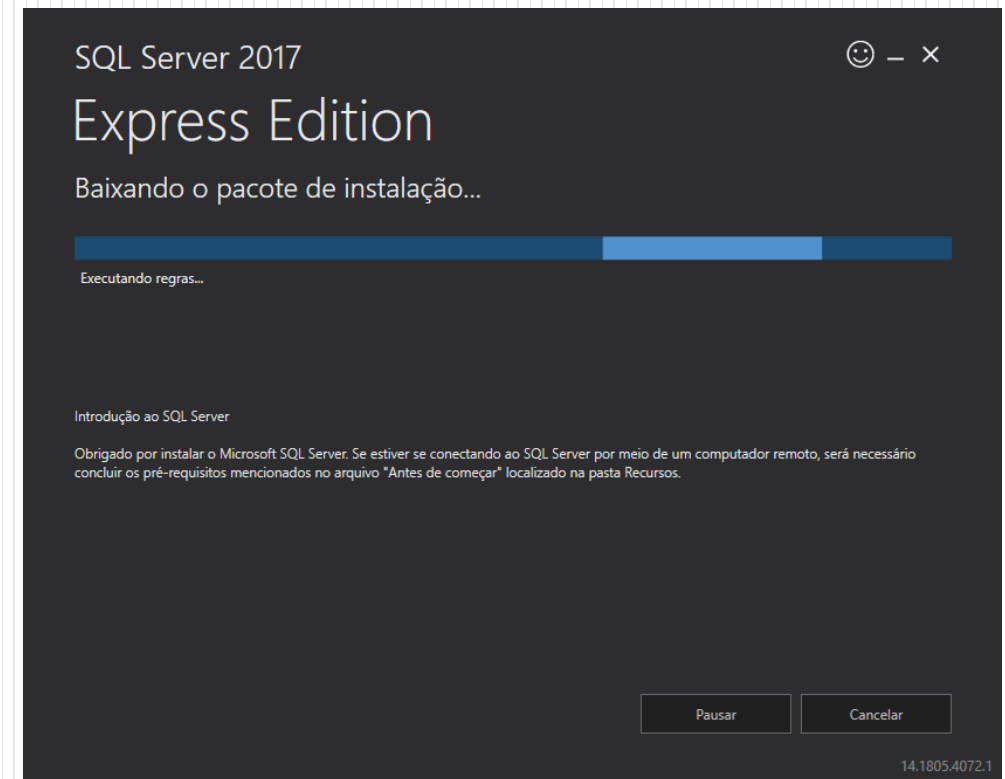 SQL Server 2017
Express Edition
Baixando o pacote de instalação...
Executando regras...
Introdução ao SQL Server
Obrigado por instalar o Microsoft SQL Server. Se estiver se conectando ao SQL Server por meio de um computador remoto, será necessário
concluir os pré-requisitos mencionados no arquivo "Antes de começar" localizado na pasta Recursos.
Pausar
Cancelar
14.1805.4072.1